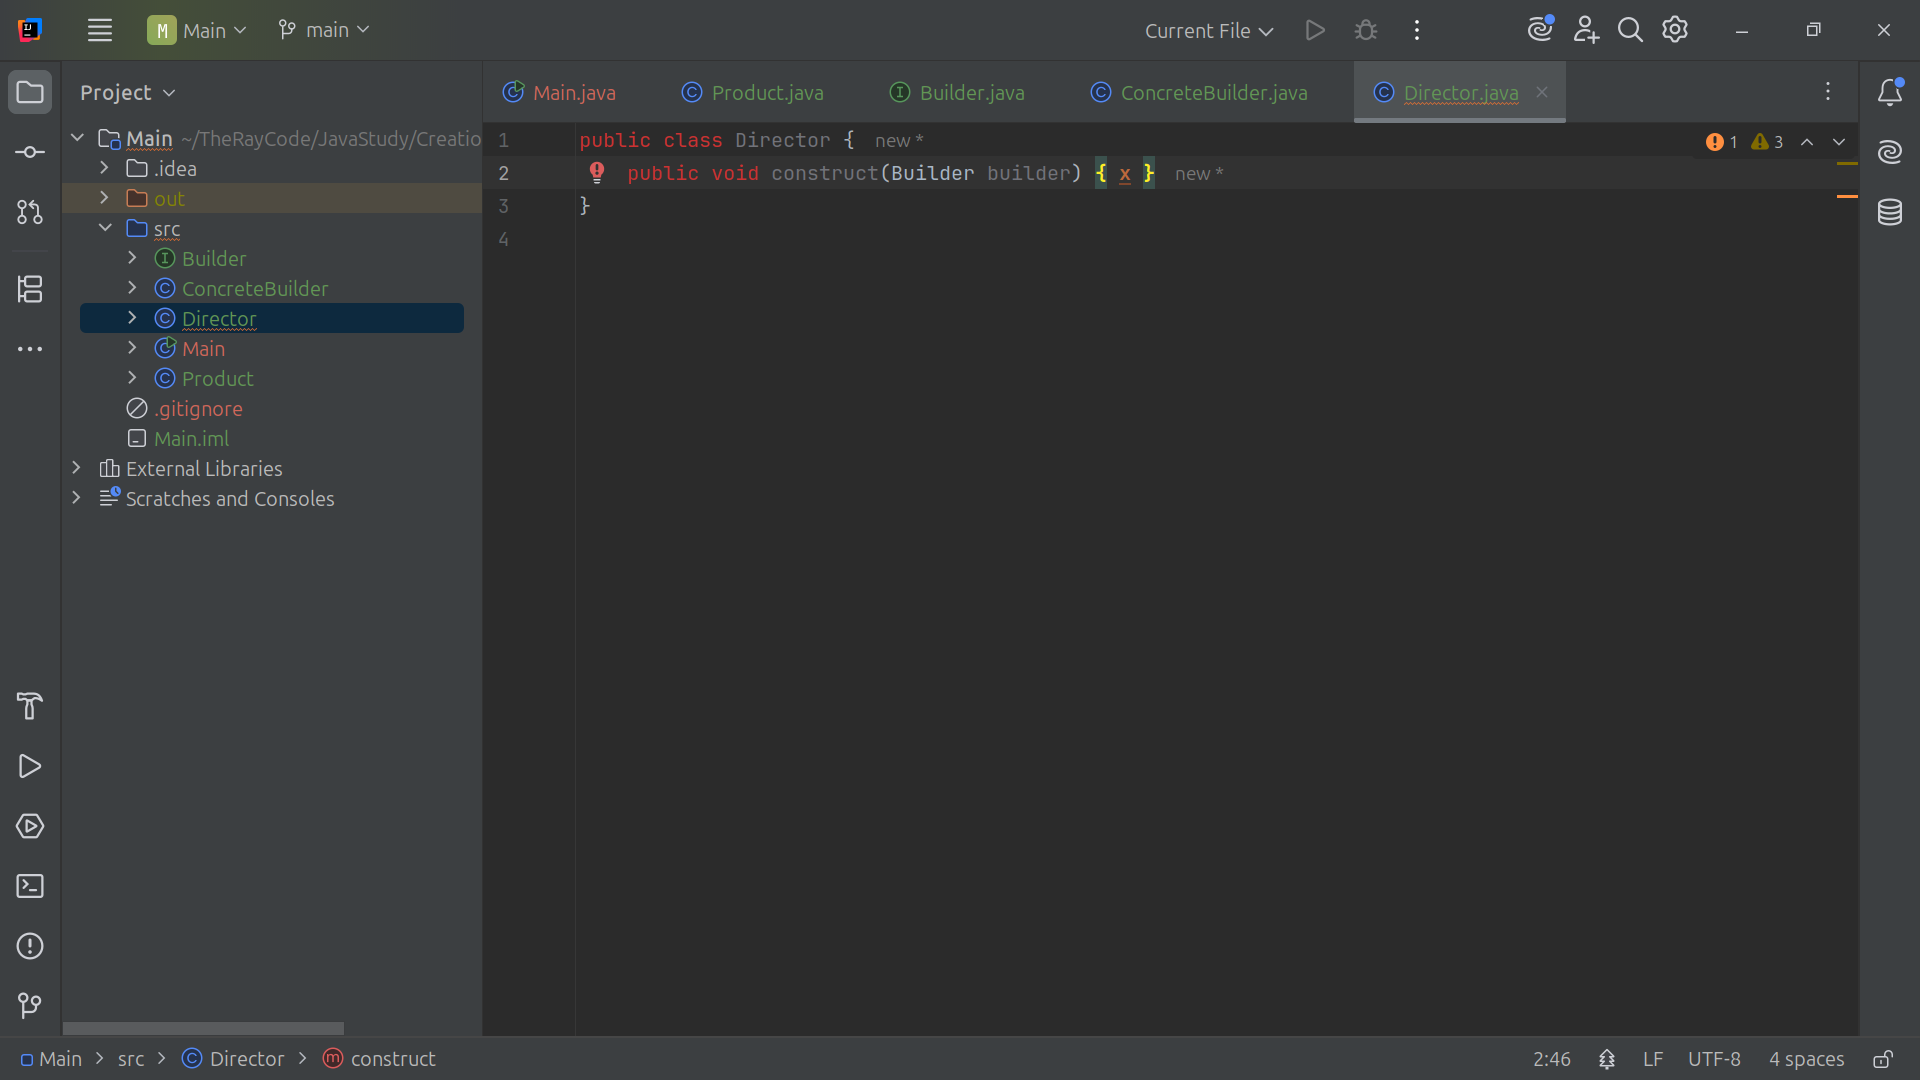 M Main main Current File
Project
Main.java Product.java Builder.java ConcreteBuilder.java Director.java
Main ~/TheRayCode/JavaStudy/Creatio
.idea
out
src
Builder
ConcreteBuilder
Director
Main
Product
.gitignore
Main.iml
External Libraries
Scratches and Consoles
1 public class Director { new *
2 public void construct(Builder builder) { x } new *
3 }
4
1 3
Main > src > Director > construct
2:46 LF UTF-8 4 spaces